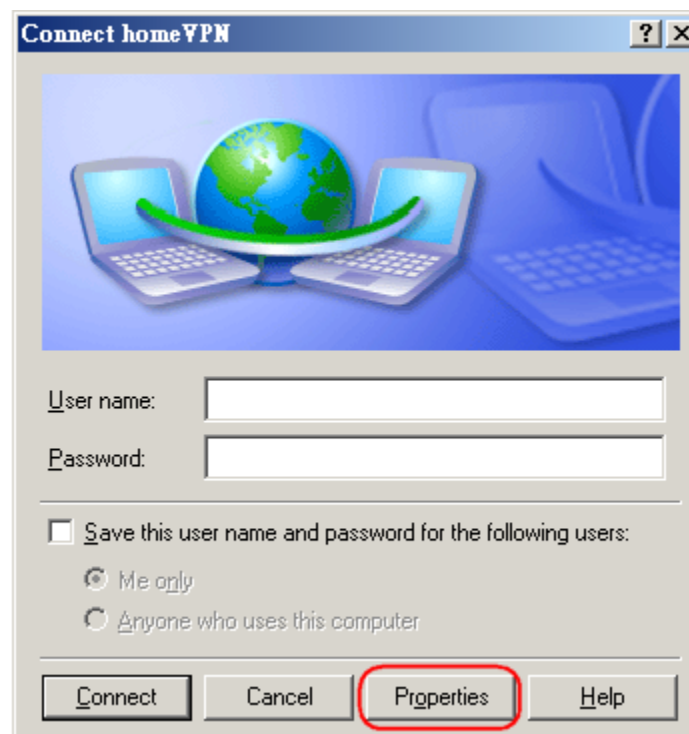 Connect homeVPN
User name:
Password:
Save this user name and password for the following users:
Me only
Anyone who uses this computer
Connect Cancel Properties Help